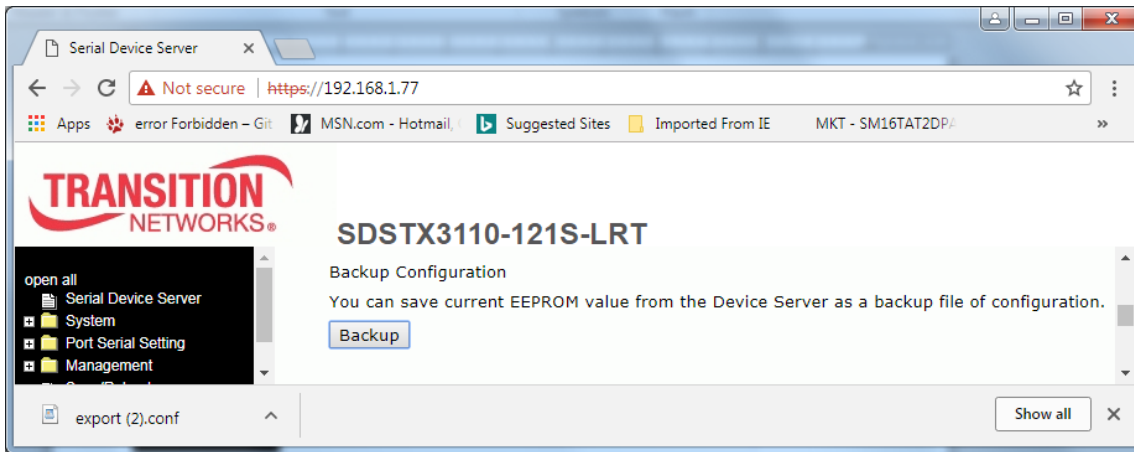 Serial Device Server
Not secure https://192.168.1.77
Apps error Forbidden – Git MSN.com - Hotmail, Suggested Sites Imported From IE MKT - SM16TAT2DPA »
TRANSITION
NETWORKS®
SDSTX3110-121S-LRT
open all
Serial Device Server
System
Port Serial Setting
Management
Backup Configuration
You can save current EEPROM value from the Device Server as a backup file of configuration.
Backup
export (2).conf
Show all